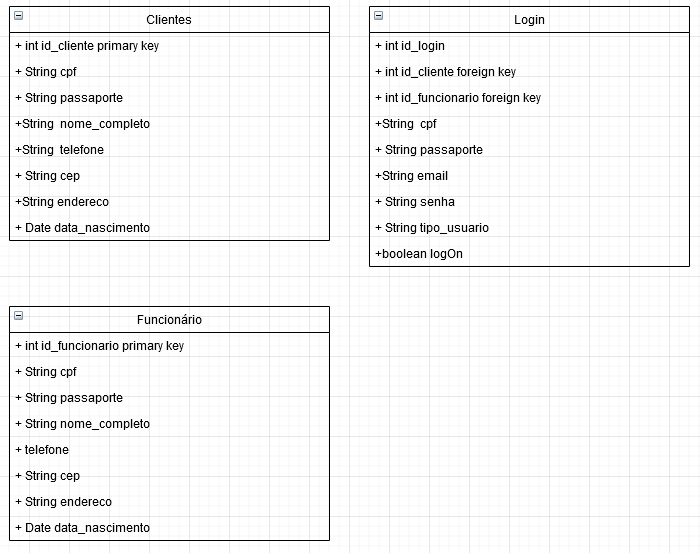 Clientes
+ int id_cliente primary key
+ String cpf
+ String passaporte
+String  nome_completo
+String  telefone
+ String cep
+String endereco
+ Date data_nascimento
Login
+ int id_login
+ int id_cliente foreign key
+ int id_funcionario foreign key
+String  cpf
+ String passaporte
+String email
+ String senha
+ String tipo_usuario
+boolean logOn
Funcionário
+ int id_funcionario primary key
+ String cpf
+ String passaporte
+ String nome_completo
+ telefone
+ String cep
+ String endereco
+ Date data_nascimento